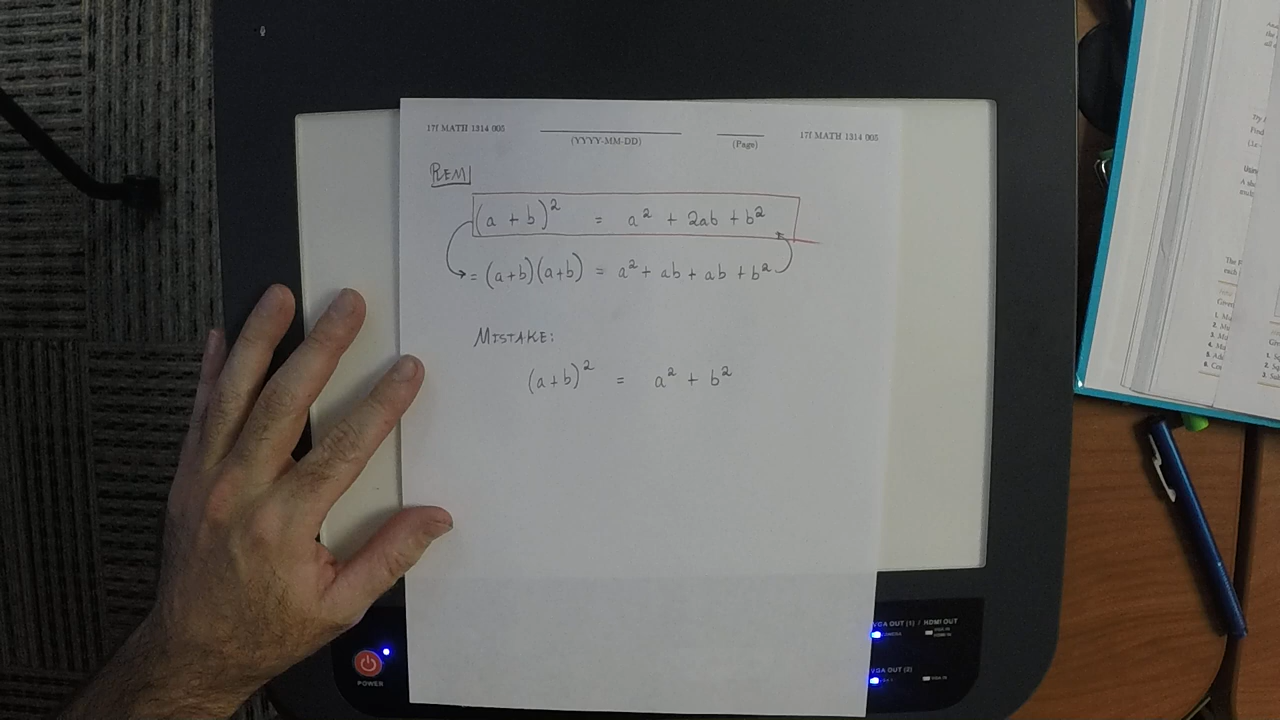 17f MATH 1314 005 (YYYY-MM-DD) (Page) 17f MATH 1314 005
REM
(a + b)² = a² + 2ab + b²
= (a+b)(a+b) = a² + ab + ab + b²
MISTAKE:
(a+b)² = a² + b²
POWER
VGA OUT (1) / HDMI OUT
VGA OUT (2)